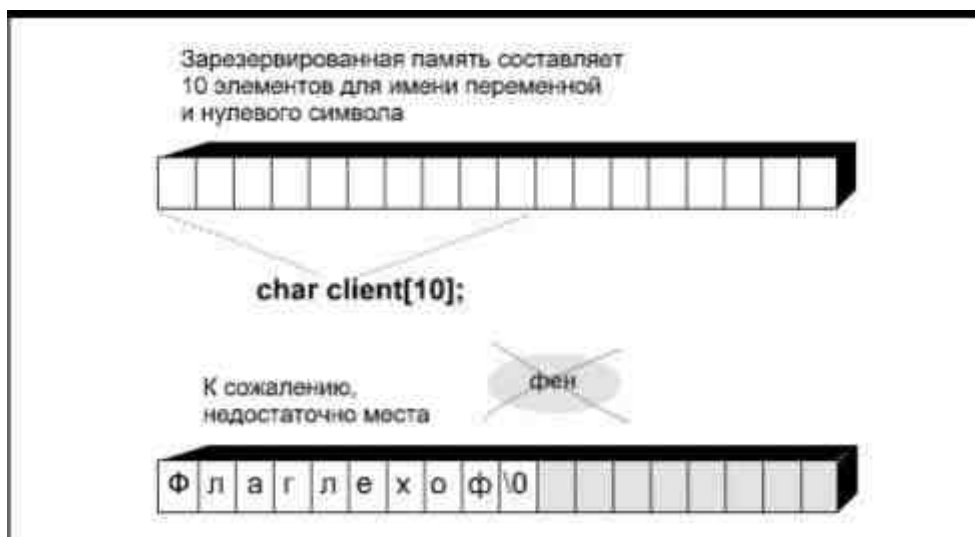 Зарезервированная память составляет
10 элементов для имени переменной
и нулевого символа
char client[10];
фен
К сожалению,
недостаточно места
Ф л а г л е х о ф \0